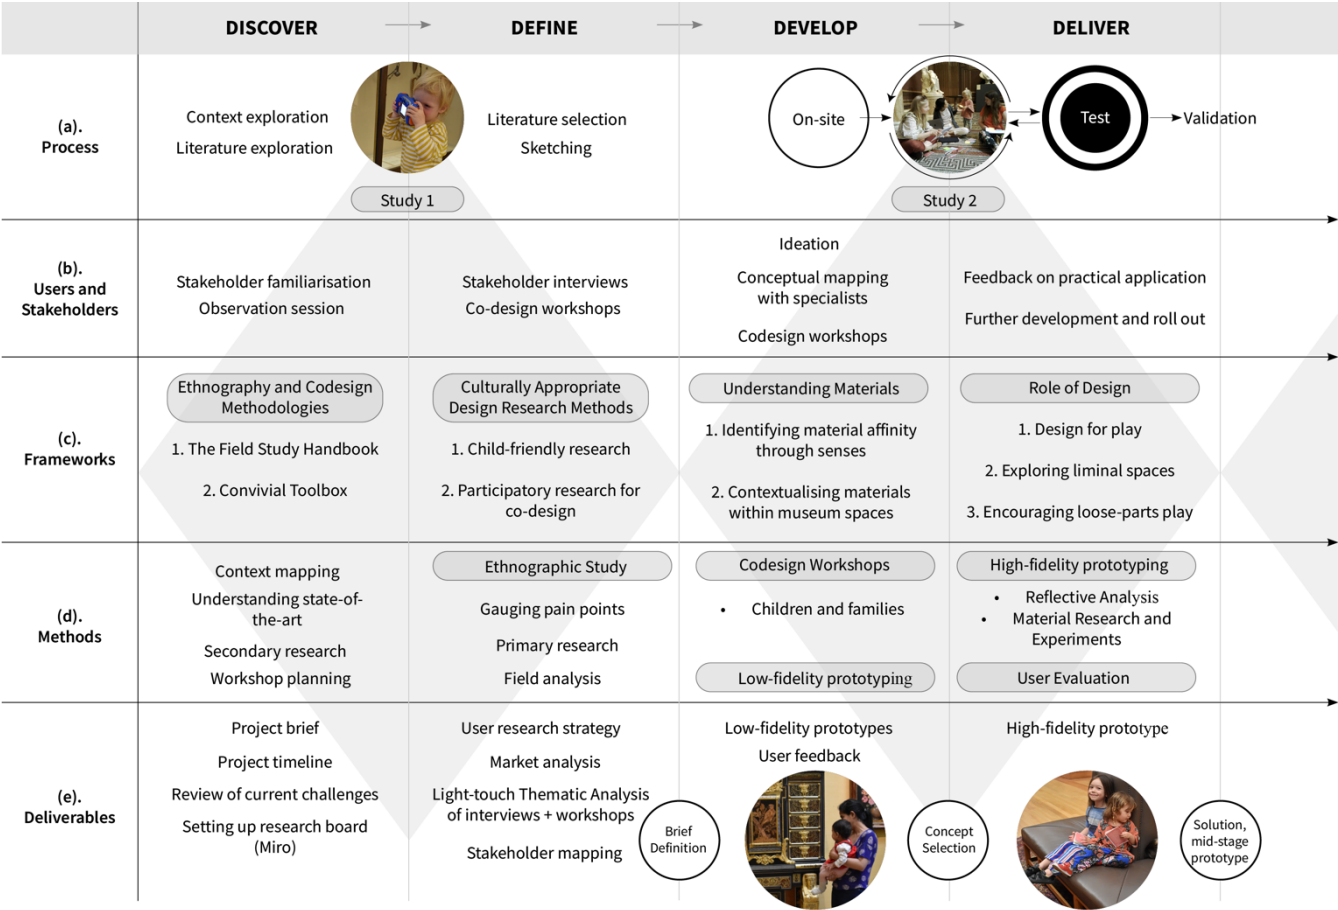 DISCOVER
DEFINE
DEVELOP
DELIVER
(a).
Process
Context exploration
Literature exploration
Study 1
Literature selection
Sketching
On-site
Study 2
Test
Validation
(b).
Users and
Stakeholders
Stakeholder familiarisation
Observation session
Stakeholder interviews
Co-design workshops
Ideation
Conceptual mapping
with specialists
Codesign workshops
Feedback on practical application
Further development and roll out
(c).
Frameworks
Ethnography and Codesign
Methodologies
1. The Field Study Handbook
2. Convivial Toolbox
Culturally Appropriate
Design Research Methods
1. Child-friendly research
2. Participatory research for
co-design
Understanding Materials
1. Identifying material affinity
through senses
2. Contextualising materials
within museum spaces
Role of Design
1. Design for play
2. Exploring liminal spaces
3. Encouraging loose-parts play
(d).
Methods
Context mapping
Understanding state-of-
the-art
Secondary research
Workshop planning
Ethnographic Study
Gauging pain points
Primary research
Field analysis
Codesign Workshops
• Children and families
Low-fidelity prototyping
High-fidelity prototyping
• Reflective Analysis
• Material Research and
Experiments
User Evaluation
(e).
Deliverables
Project brief
Project timeline
Review of current challenges
Setting up research board
(Miro)
User research strategy
Market analysis
Light-touch Thematic Analysis
of interviews + workshops
Stakeholder mapping
Brief
Definition
Low-fidelity prototypes
User feedback
Concept
Selection
High-fidelity prototype
Solution,
mid-stage
prototype